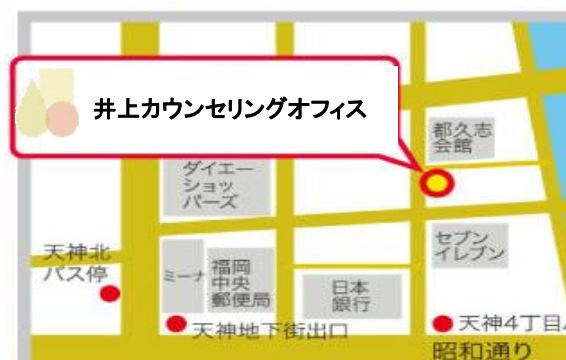 井上カウンセリングオフィス
都久志
会館
ダイエー
ショッ
パーズ
天神北
バス停
ミーナ
福岡
中央
郵便局
日本
銀行
セブン
イレブン
天神地下街出口
天神4丁目
昭和通り